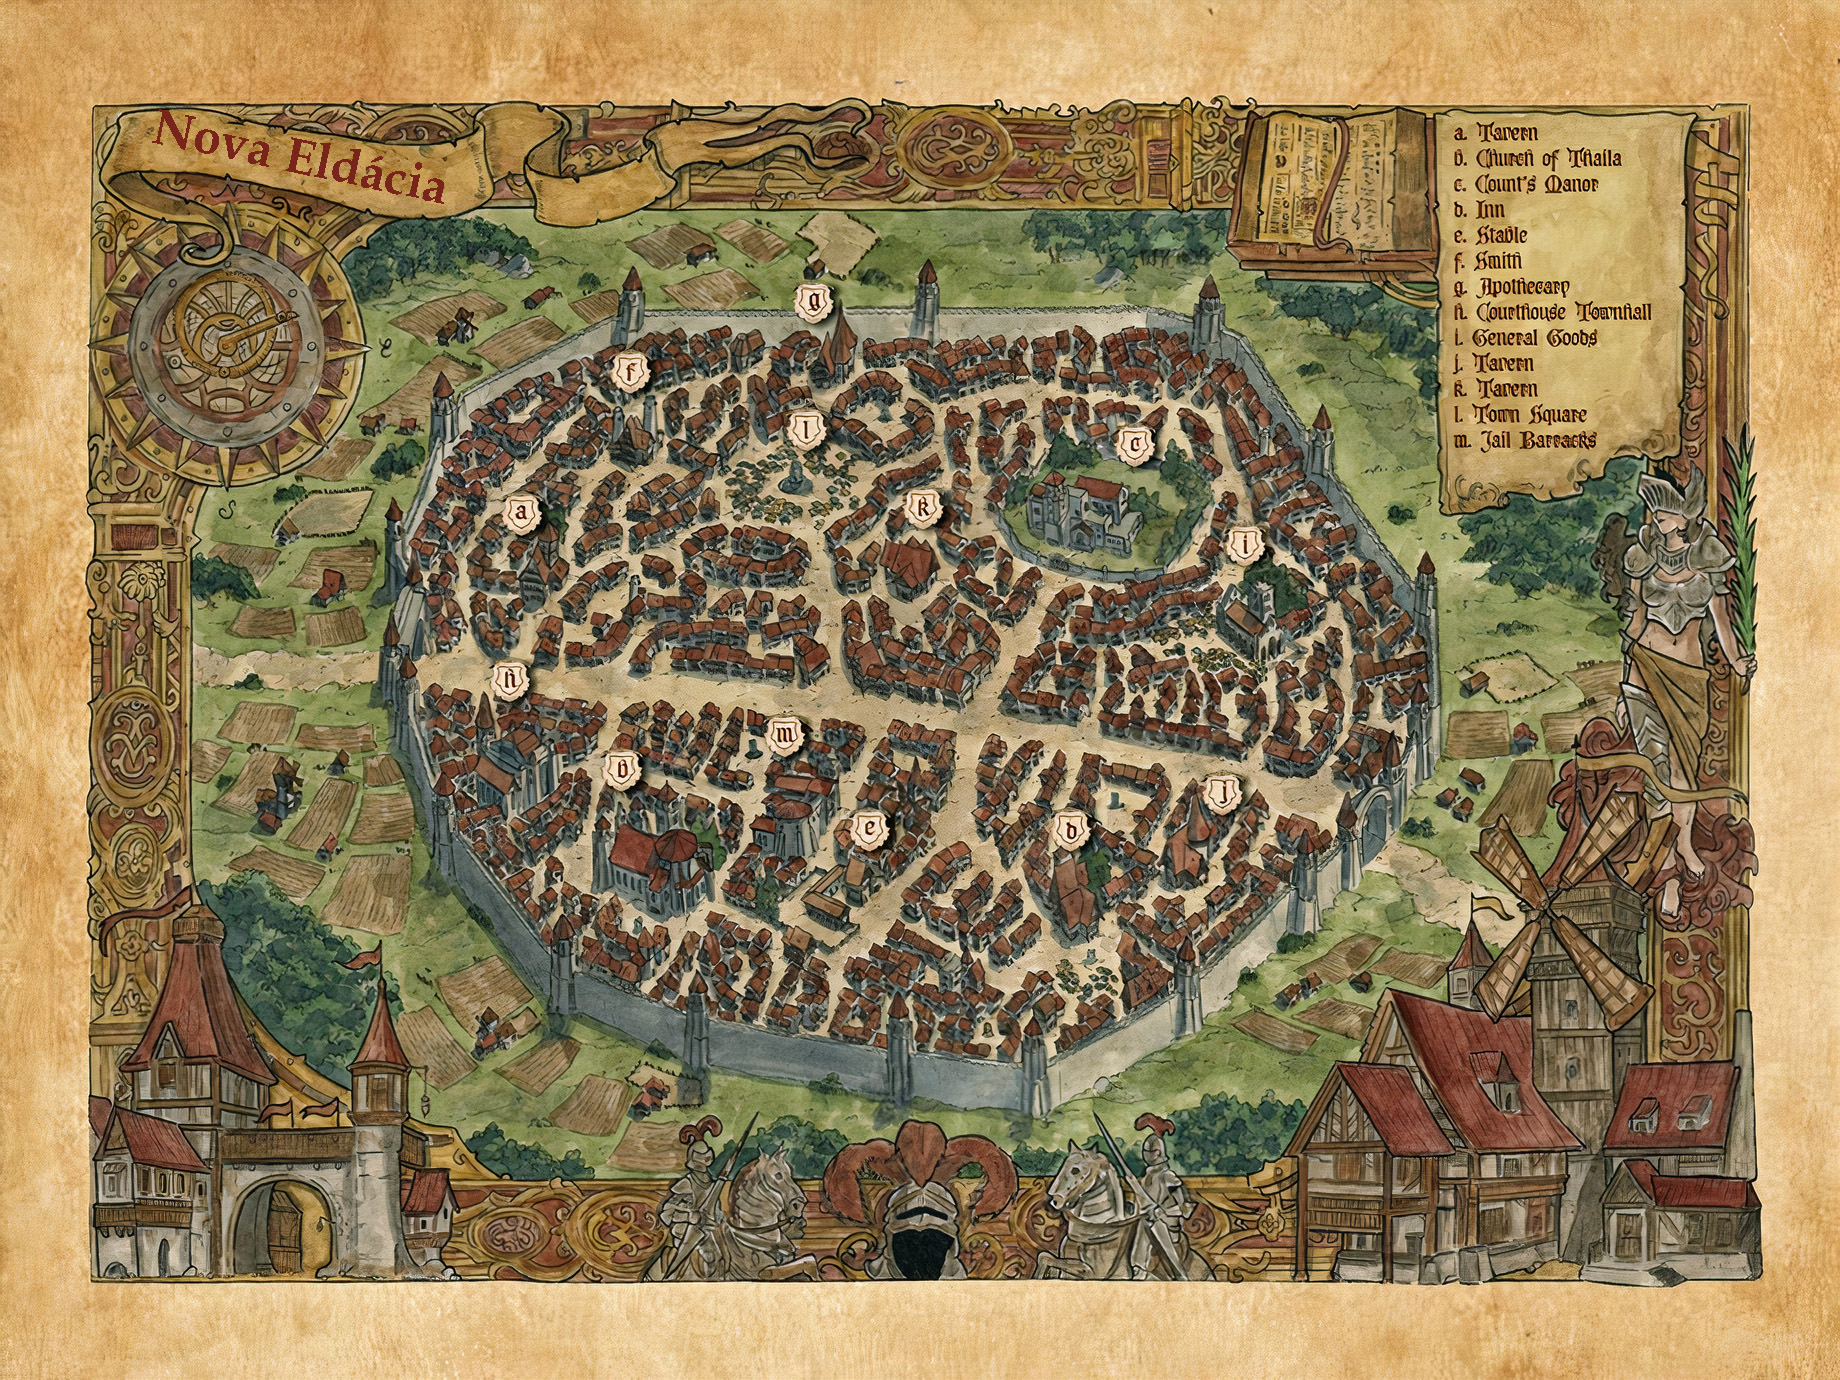 Nova Eldácia
a. Tavern
b. Church of Thalla
c. Count's Manor
d. Inn
e. Stable
f. Smith
g. Apothecary
h. Courthouse Townhall
i. General Goods
j. Tavern
k. Tavern
l. Town Square
m. Jail Barracks
g
f
l
c
a
k
i
h
m
b
j
e
d